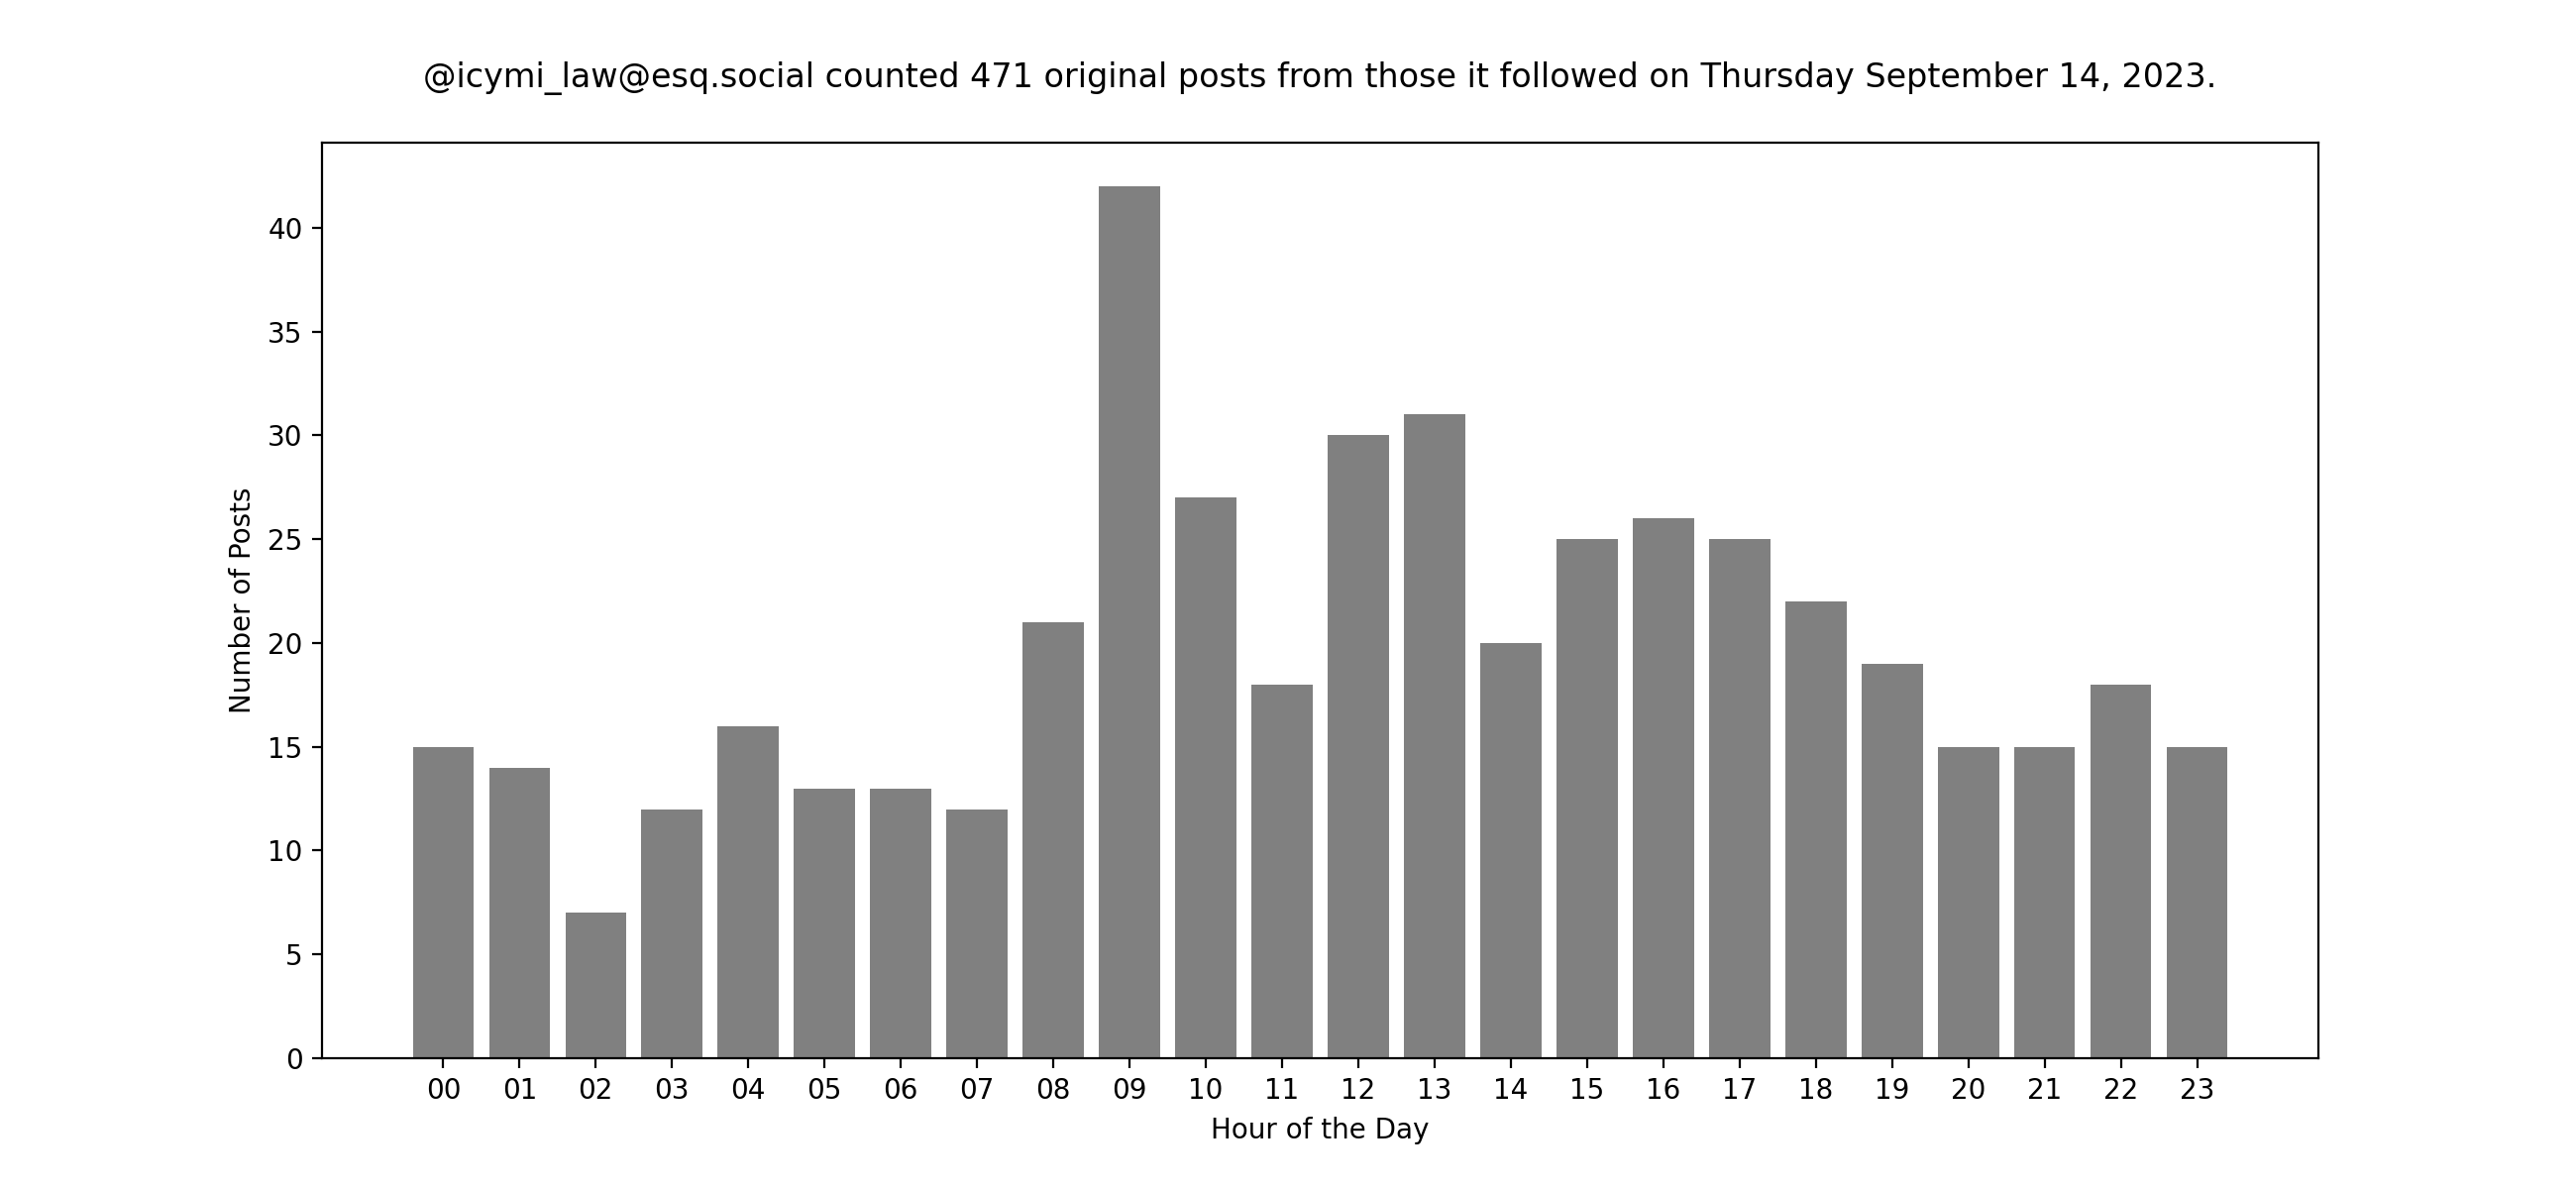 @icymi_law@esq.social counted 471 original posts from those it followed on Thursday September 14, 2023.
40
35
30
25
20
15
10
5
0
Number of Posts
00 01 02 03 04 05 06 07 08 09 10 11 12 13 14 15 16 17 18 19 20 21 22 23
Hour of the Day